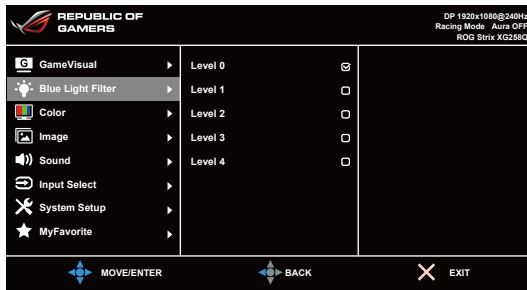 REPUBLIC OF
GAMERS
DP 1920x1080@240Hz
Racing Mode Aura OFF
ROG Strix XG258Q
G GameVisual
Blue Light Filter
Color
Image
Sound
Input Select
System Setup
MyFavorite
Level 0
Level 1
Level 2
Level 3
Level 4
MOVE/ENTER
BACK
EXIT